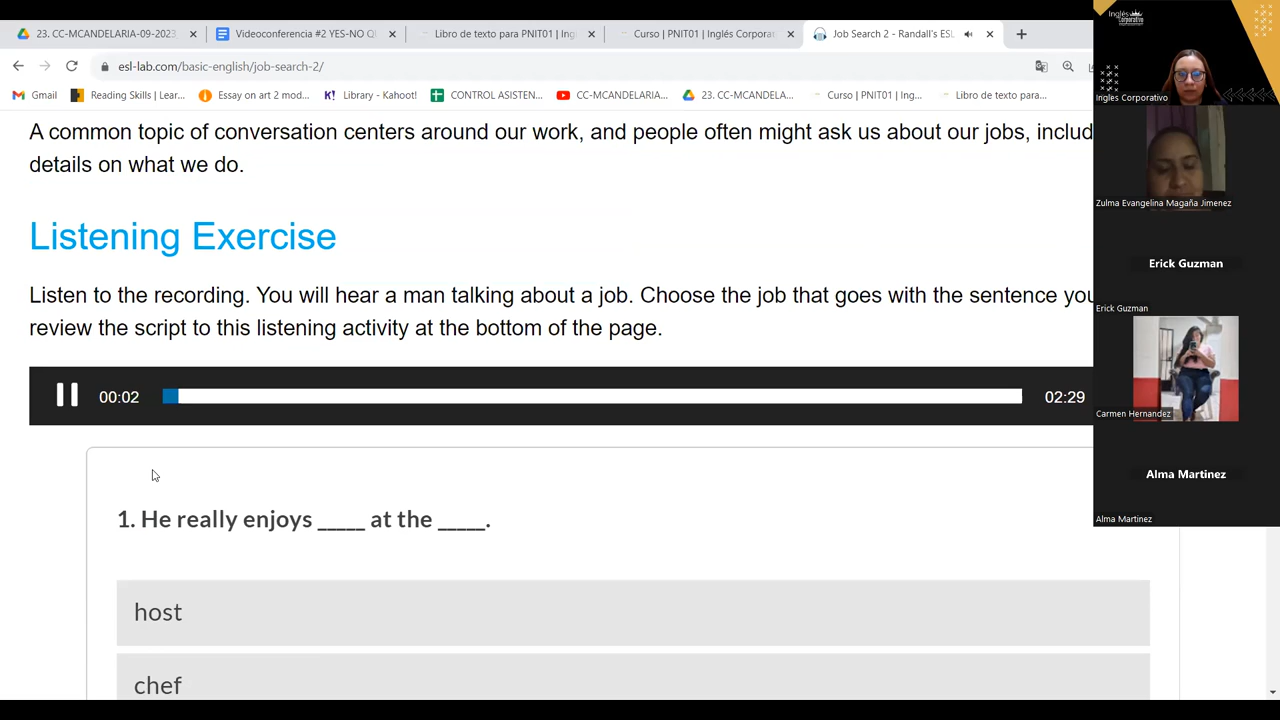 23. CC-MCANDELARIA-09-2023
Videoconferencia #2 YES-NO Q
Libro de texto para PNIT01 | Ing
Curso | PNIT01 | Inglés Corporat
Job Search 2 - Randall's ESL
esl-lab.com/basic-english/job-search-2/
Gmail
Reading Skills | Lear...
Essay on art 2 mod...
Library - Kahoot!
CONTROL ASISTEN...
CC-MCANDELARIA...
23. CC-MCANDELA...
Curso | PNIT01 | Ing...
Libro de texto para...
A common topic of conversation centers around our work, and people often might ask us about our jobs, includ
details on what we do.
Listening Exercise
Listen to the recording. You will hear a man talking about a job. Choose the job that goes with the sentence you
review the script to this listening activity at the bottom of the page.
00:02
02:29
1. He really enjoys _____ at the _____.
host
chef
Inglés
Corporativo
Ingles Corporativo
Zulma Evangelina Magaña Jimenez
Erick Guzman
Erick Guzman
Carmen Hernandez
Alma Martinez
Alma Martinez